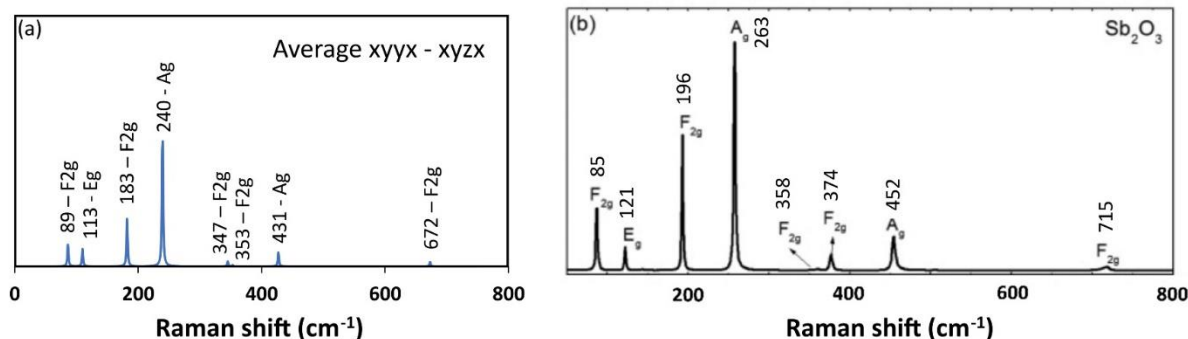 (a)
Average xyyx - xyzx
89 – F2g
113 - Eg
183 – F2g
240 - Ag
347 – F2g
353 – F2g
431 - Ag
672 – F2g
0 200 400 600 800
Raman shift (cm⁻¹)
(b)
Sb₂O₃
85
F₂g
121
Eg
196
F₂g
Ag
263
358
F₂g
374
F₂g
452
Ag
715
F₂g
200 400 600 800
Raman shift (cm⁻¹)